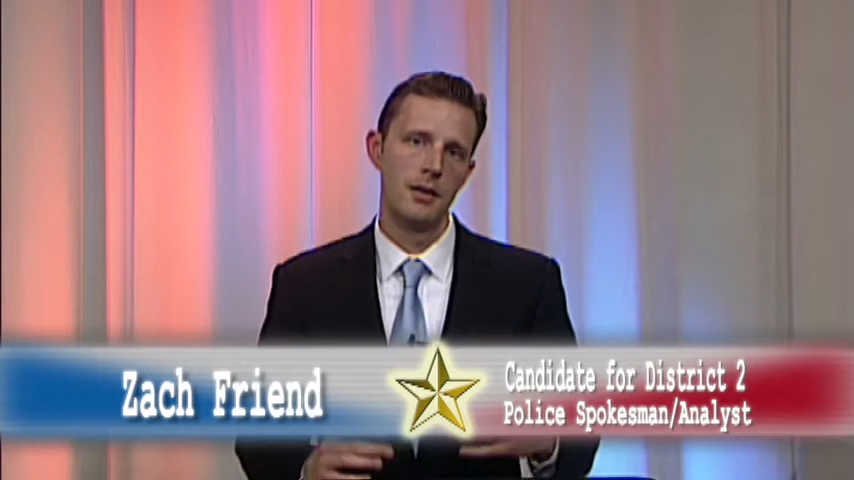 Zach Friend
Candidate for District 2
Police Spokesman/Analyst